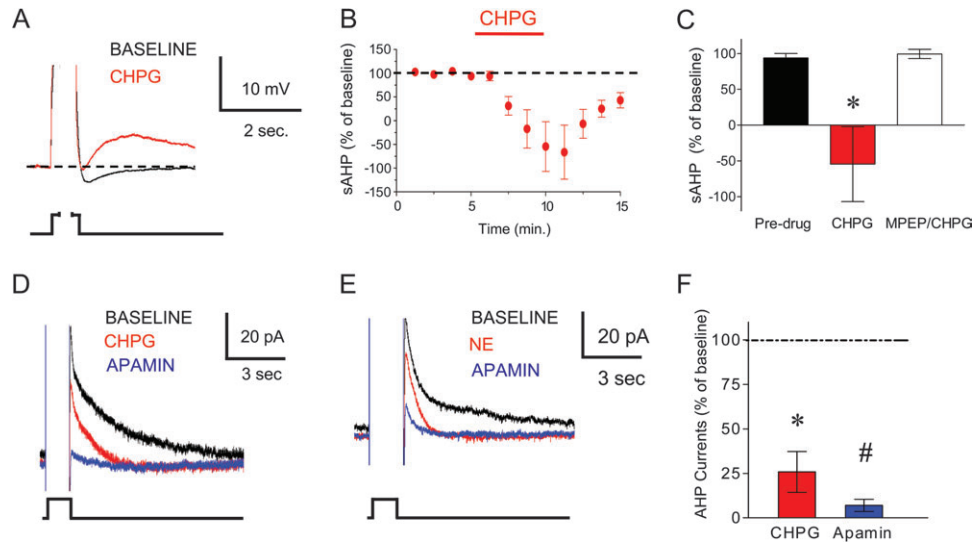 A
BASELINE
CHPG
10 mV
2 sec.
B
CHPG
sAHP (% of baseline)
150
100
50
0
-50
-100
-150
0
5
10
15
Time (min.)
C
sAHP (% of baseline)
100
50
0
-50
-100
*
Pre-drug
CHPG
MPEP/CHPG
D
BASELINE
CHPG
APAMIN
20 pA
3 sec
E
BASELINE
NE
APAMIN
20 pA
3 sec
F
AHP Currents (% of baseline)
100
75
50
25
0
*
#
CHPG
Apamin